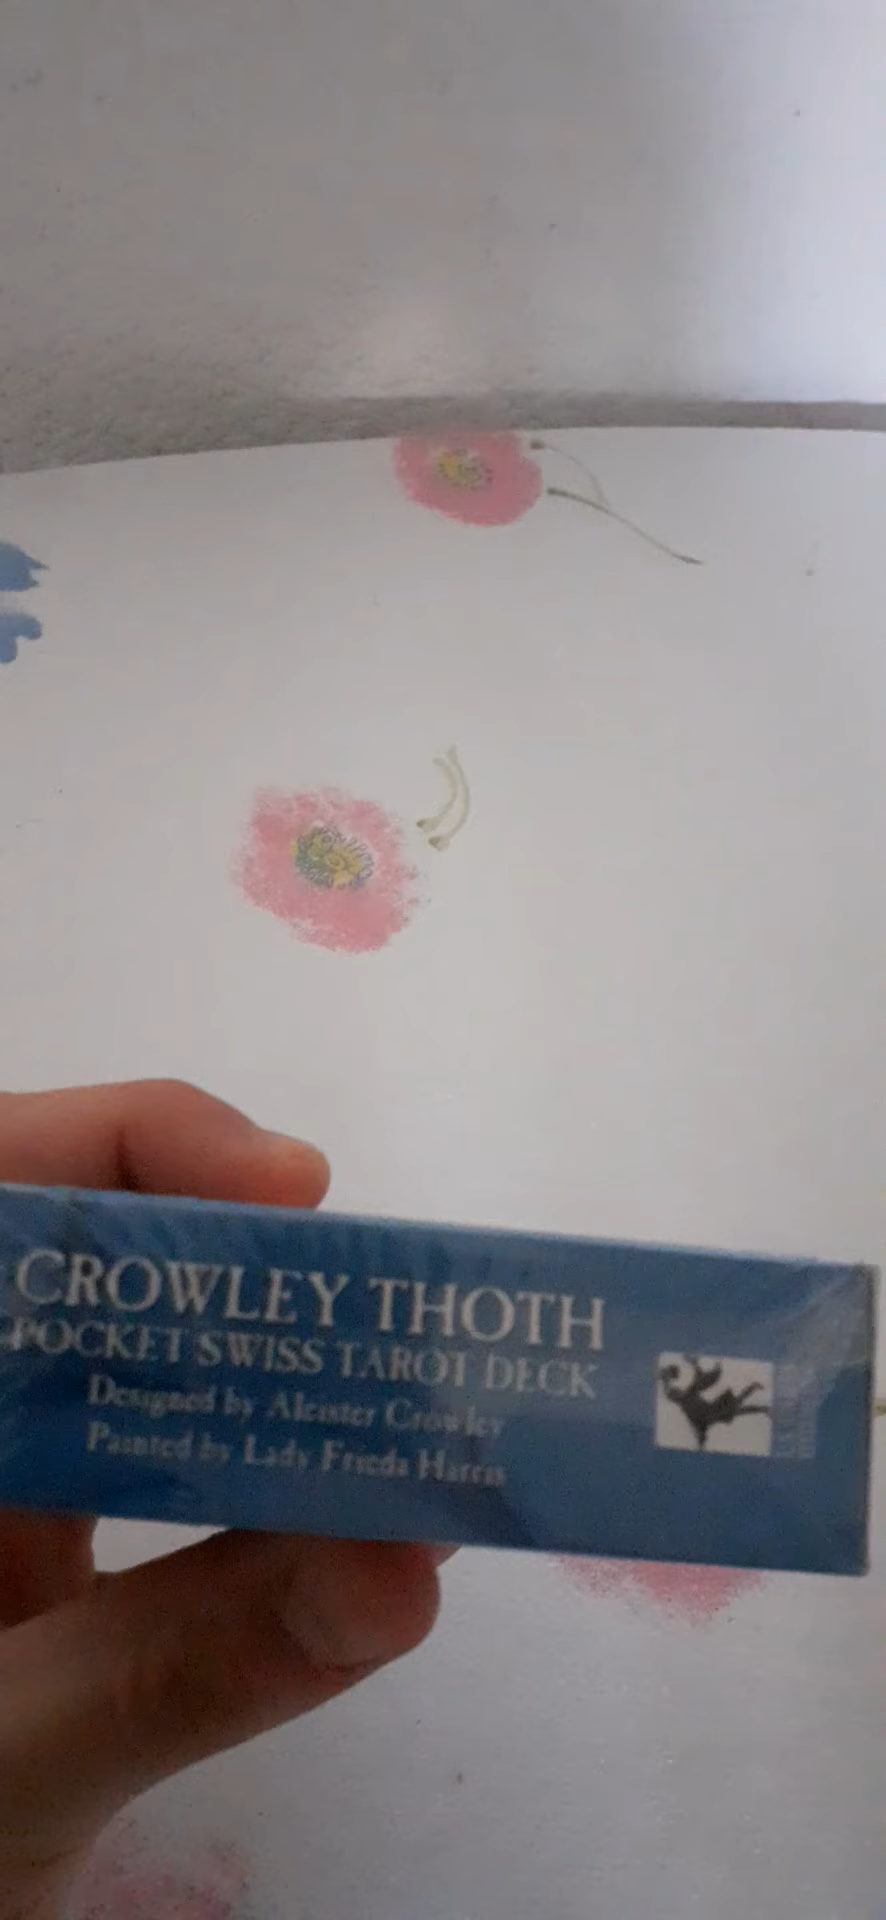 CROWLEY THOTH
POCKET SWISS TAROT DECK
Designed by Aleister Crowley
Painted by Lady Frieda Harris